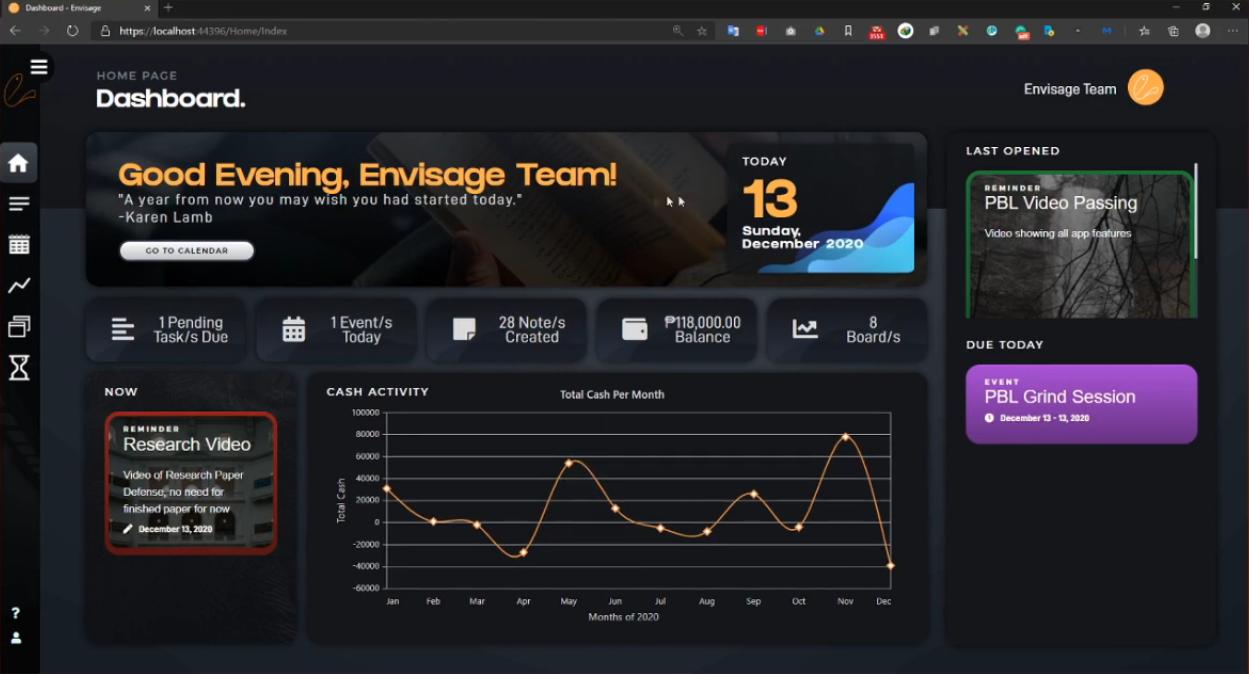 Dashboard - Envisage
https://localhost:44396/Home/Index
HOME PAGE
Dashboard.
Envisage Team
Good Evening, Envisage Team!
"A year from now you may wish you had started today."
-Karen Lamb
GO TO CALENDAR
TODAY
13
Sunday,
December 2020
1 Pending
Task/s Due
1 Event/s
Today
28 Note/s
Created
₱118,000.00
Balance
8
Board/s
NOW
REMINDER
Research Video
Video of Research Paper
Defense, no need for
finished paper for now
December 13, 2020
CASH ACTIVITY
Total Cash Per Month
Total Cash
100000
80000
60000
40000
20000
0
-20000
-40000
-60000
Jan Feb Mar Apr May Jun Jul Aug Sep Oct Nov Dec
Months of 2020
LAST OPENED
REMINDER
PBL Video Passing
Video showing all app features
DUE TODAY
EVENT
PBL Grind Session
December 13 - 13, 2020
?